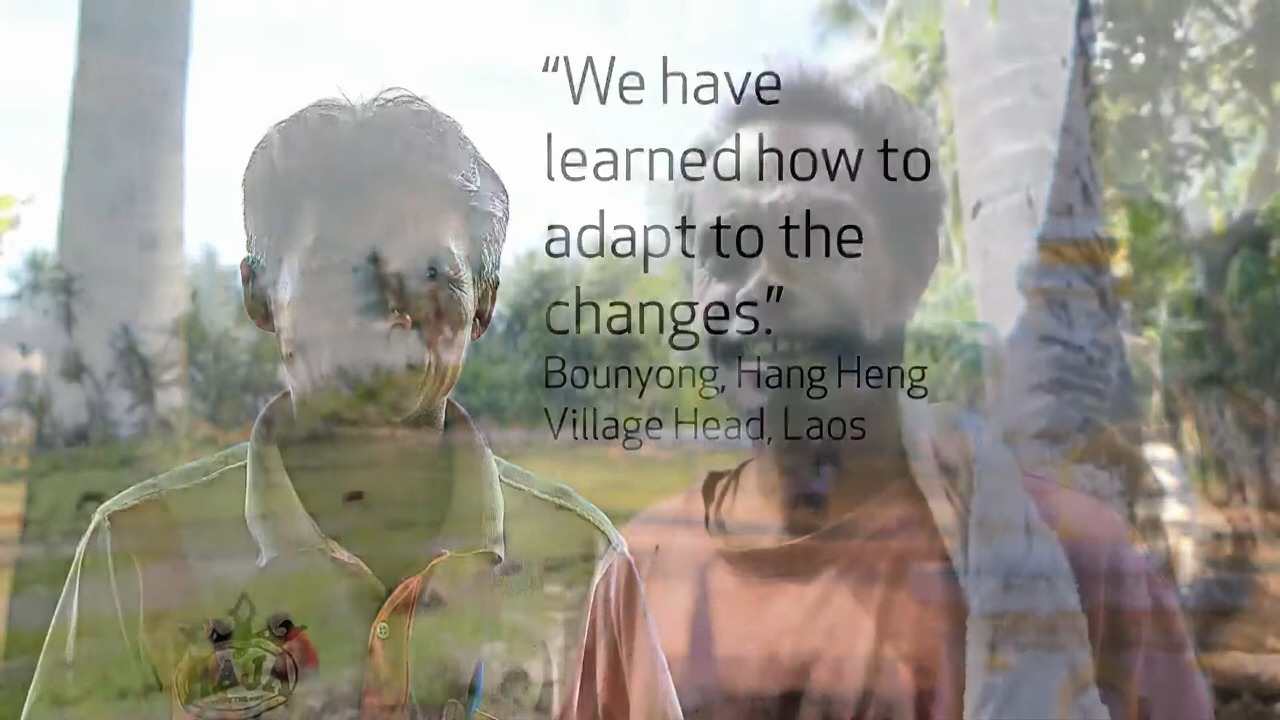 “We have
learned how to
adapt to the
changes.”
Bounyong, Hang Heng
Village Head, Laos